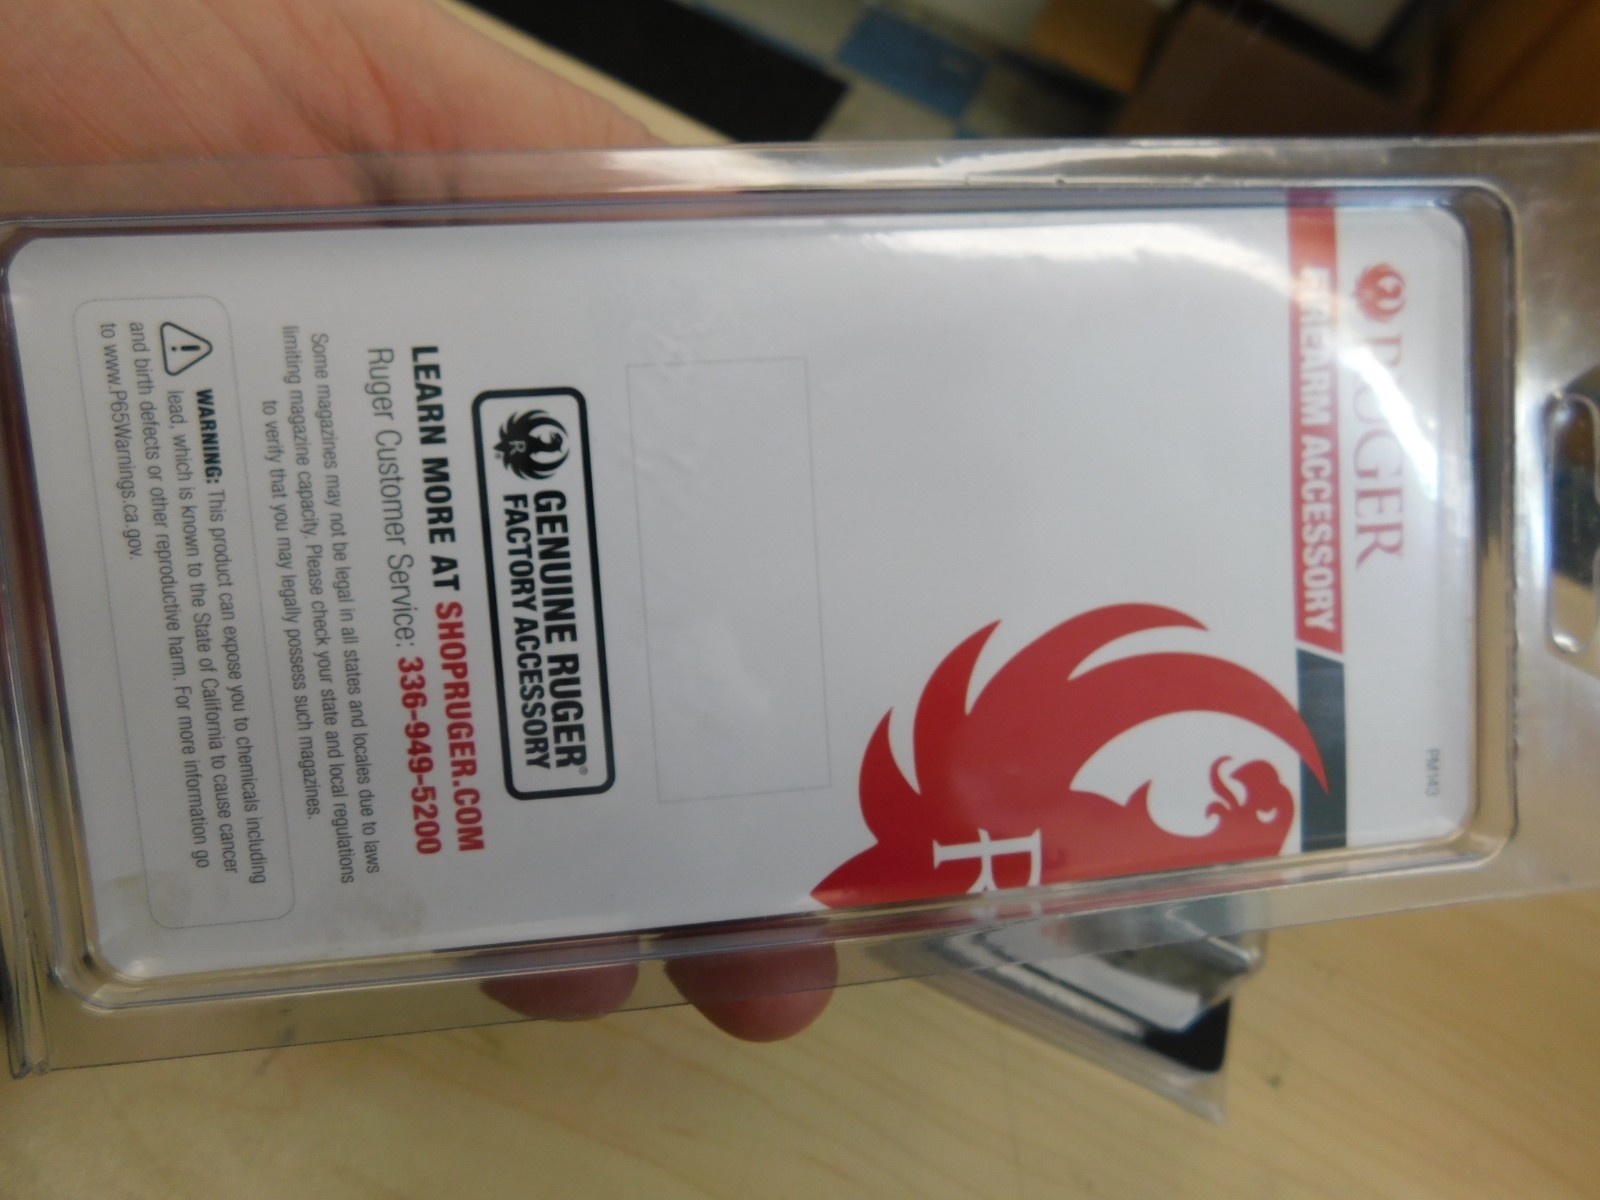 RUGER
FIREARM ACCESSORY
PM143
R
GENUINE RUGER®
FACTORY ACCESSORY
R
LEARN MORE AT SHOPRUGER.COM
Ruger Customer Service: 336-949-5200
Some magazines may not be legal in all states and locales due to laws
limiting magazine capacity. Please check your state and local regulations
to verify that you may legally possess such magazines.
WARNING: This product can expose you to chemicals including
lead, which is known to the State of California to cause cancer
and birth defects or other reproductive harm. For more information go
to www.P65Warnings.ca.gov.